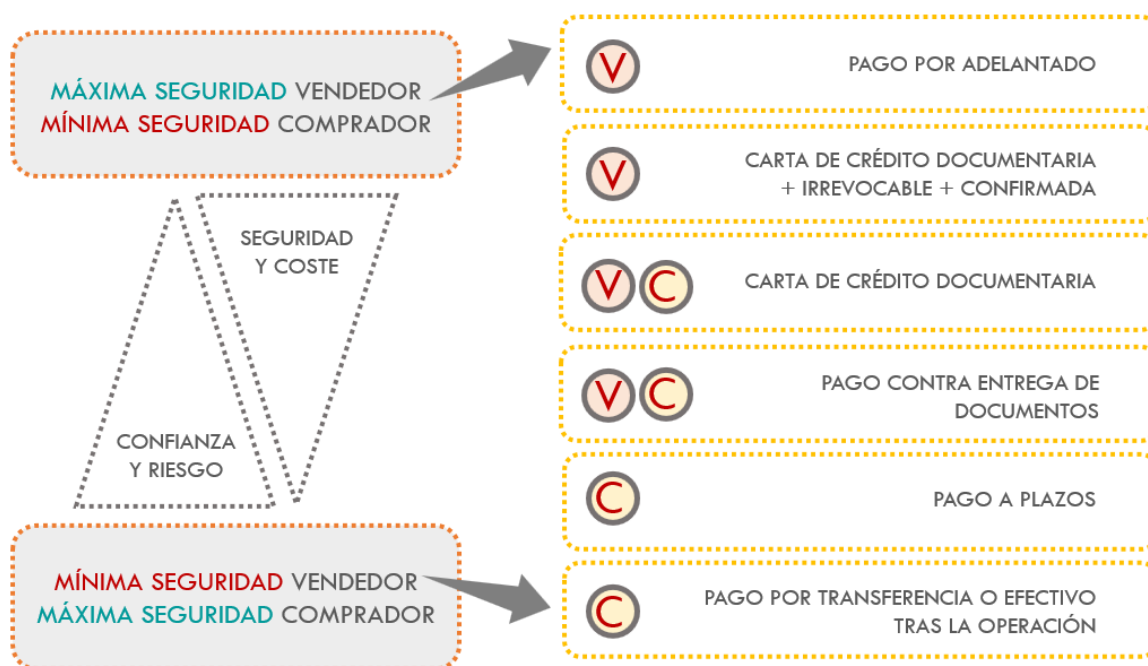 MÁXIMA SEGURIDAD VENDEDOR
MÍNIMA SEGURIDAD COMPRADOR
SEGURIDAD
Y COSTE
CONFIANZA
Y RIESGO
MÍNIMA SEGURIDAD VENDEDOR
MÁXIMA SEGURIDAD COMPRADOR
V
PAGO POR ADELANTADO
V
CARTA DE CRÉDITO DOCUMENTARIA
+ IRREVOCABLE + CONFIRMADA
V C
CARTA DE CRÉDITO DOCUMENTARIA
V C
PAGO CONTRA ENTREGA DE
DOCUMENTOS
C
PAGO A PLAZOS
C
PAGO POR TRANSFERENCIA O EFECTIVO
TRAS LA OPERACIÓN